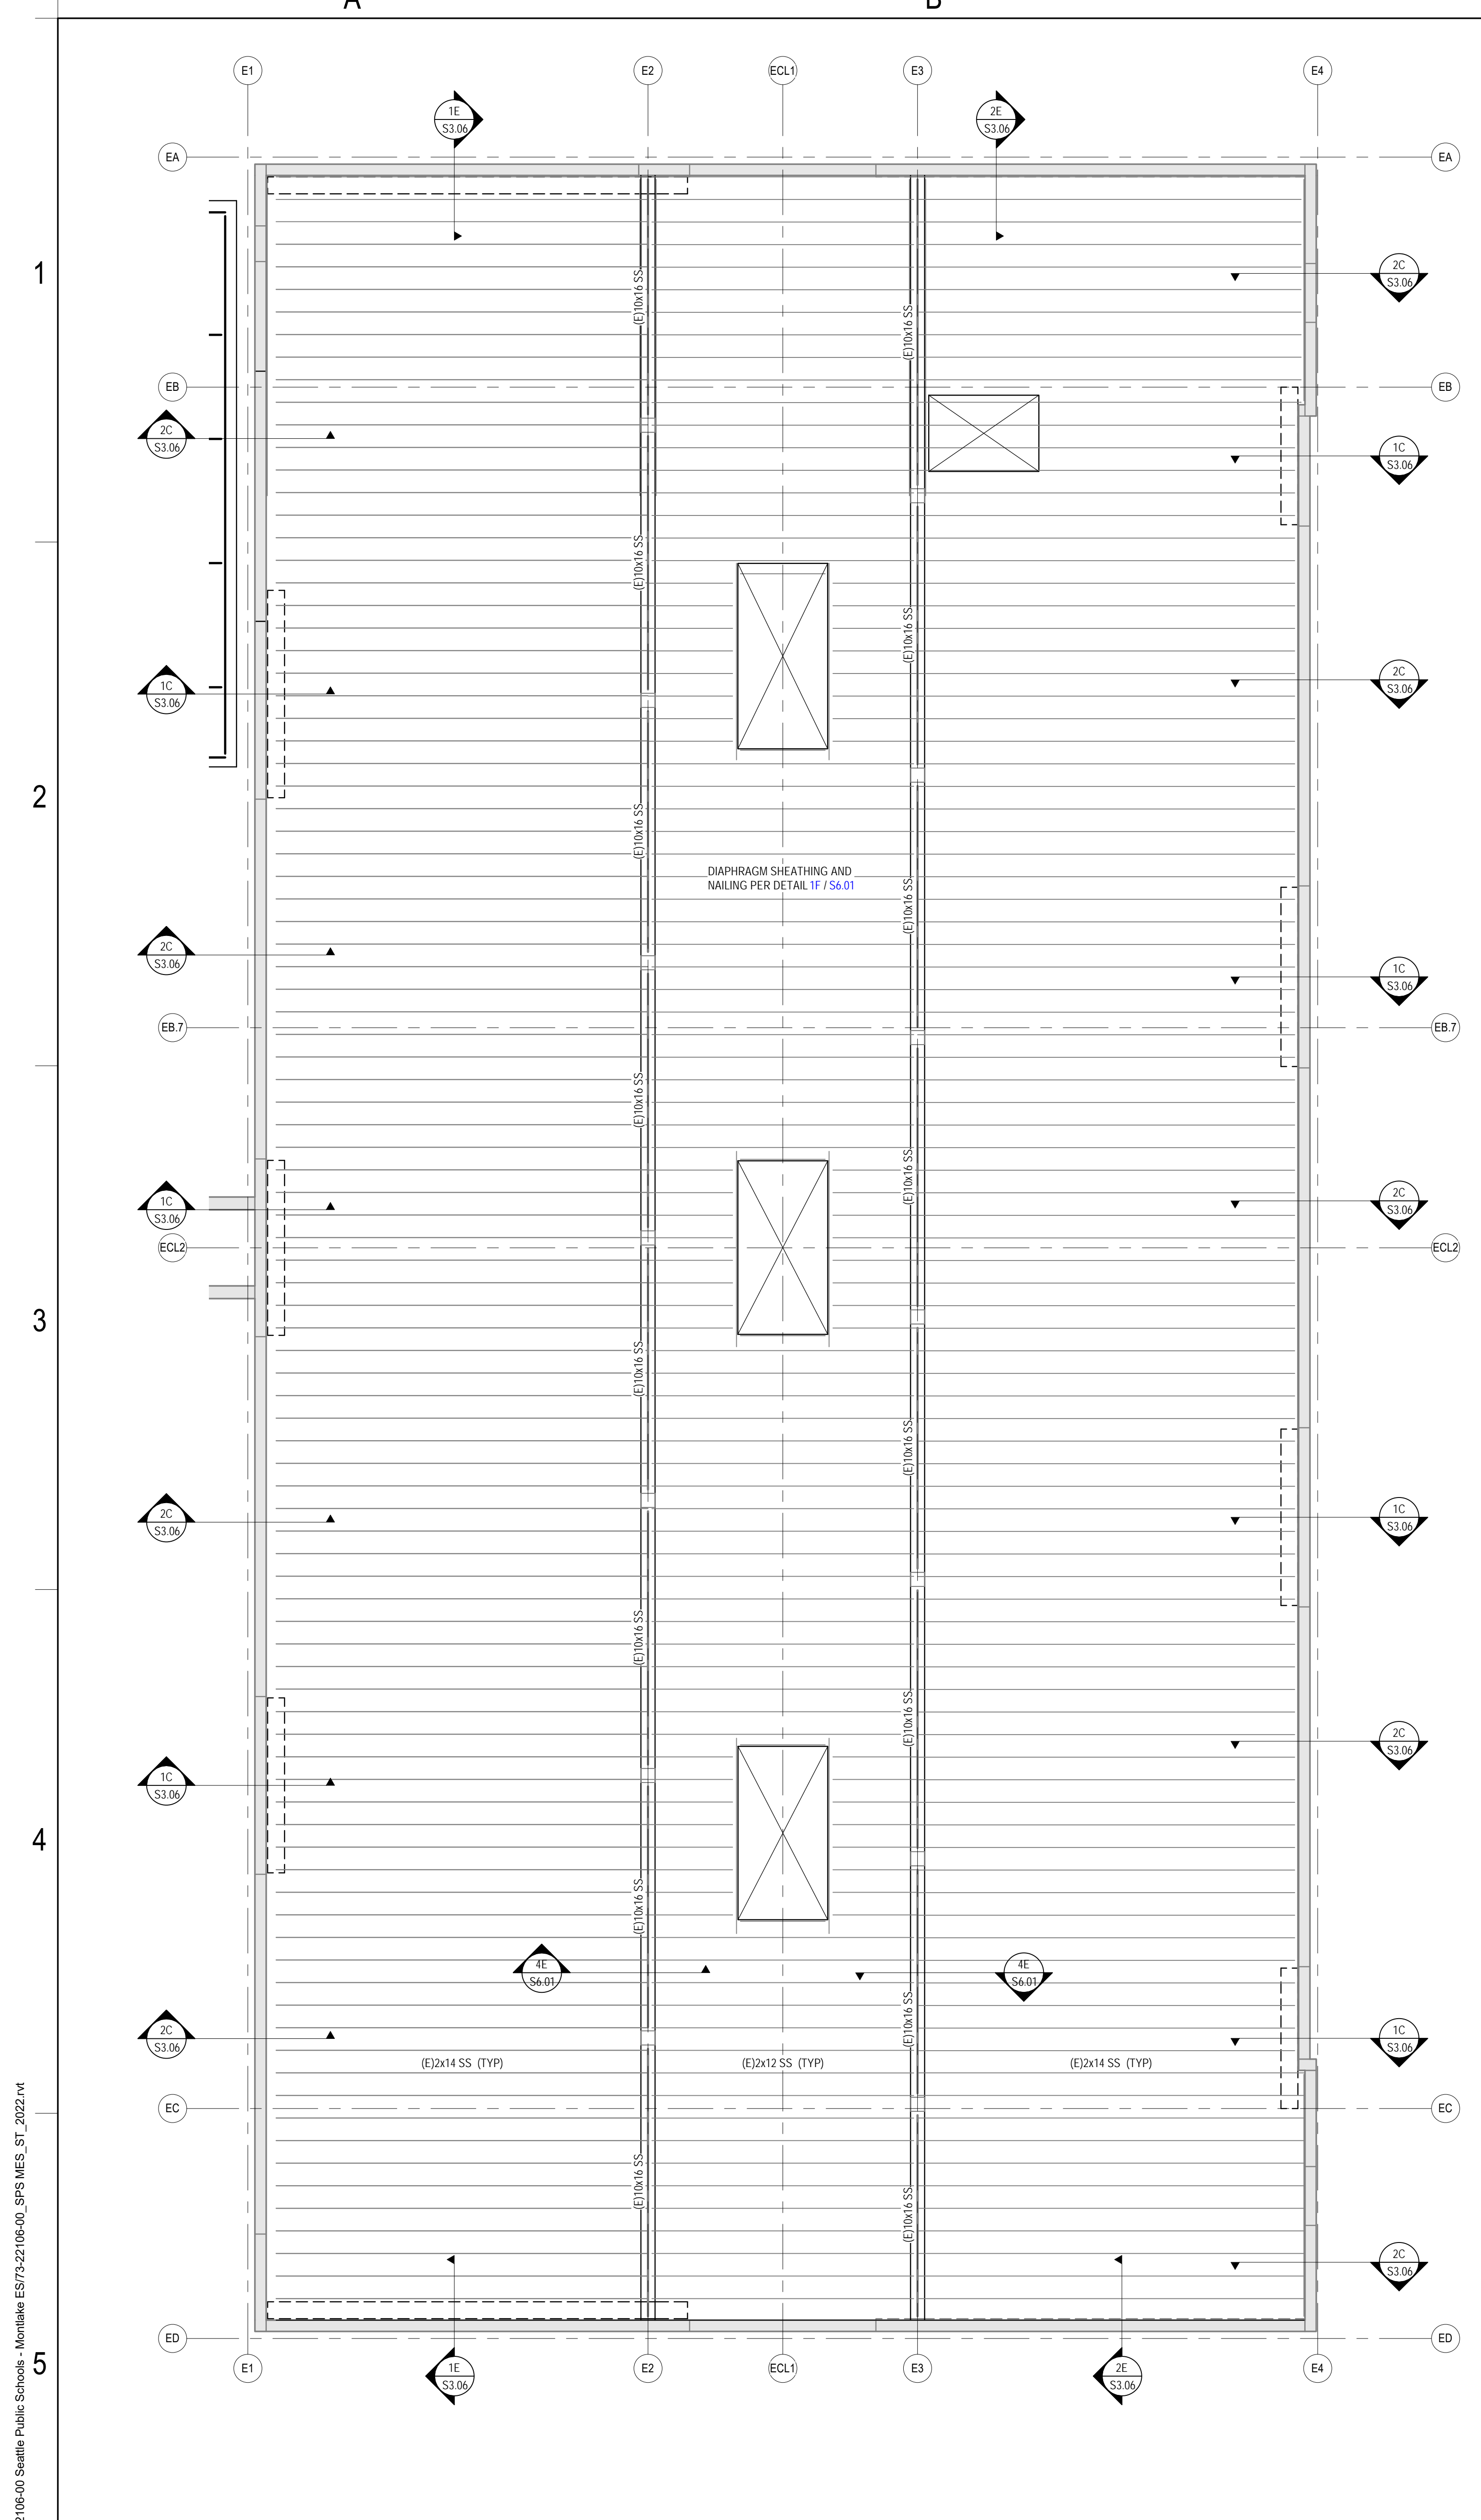 A
B
E1
E2
ECL1
E3
E4
1E
S3.06
2E
S3.06
EA
EA
1
2C
S3.06
(E)10x16 SS
(E)10x16 SS
EB
EB
2C
S3.06
1C
S3.06
(E)10x16 SS
(E)10x16 SS
1C
S3.06
2C
S3.06
2
(E)10x16 SS
DIAPHRAGM SHEATHING AND
NAILING PER DETAIL 1F / S6.01
(E)10x16 SS
2C
S3.06
1C
S3.06
EB.7
EB.7
(E)10x16 SS
(E)10x16 SS
1C
S3.06
2C
S3.06
ECL2
ECL2
3
(E)10x16 SS
(E)10x16 SS
2C
S3.06
1C
S3.06
(E)10x16 SS
(E)10x16 SS
2C
S3.06
1C
S3.06
4
(E)10x16 SS
4E
S6.01
4E
S6.01
(E)10x16 SS
2C
S3.06
1C
S3.06
(E)2x14 SS (TYP)
(E)2x12 SS (TYP)
(E)2x14 SS (TYP)
EC
EC
(E)10x16 SS
(E)10x16 SS
2C
S3.06
ED
ED
5
E1
1E
S3.06
E2
ECL1
E3
2E
S3.06
E4
2106-00 Seattle Public Schools - Montlake ES/73-22106-00_SPS MES_ST_2022.rvt